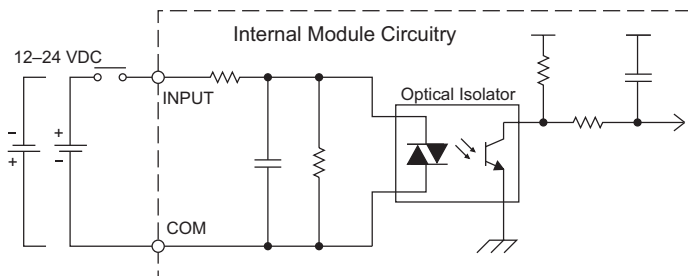 Internal Module Circuitry
12–24 VDC
INPUT
Optical Isolator
–
+
+
–
COM